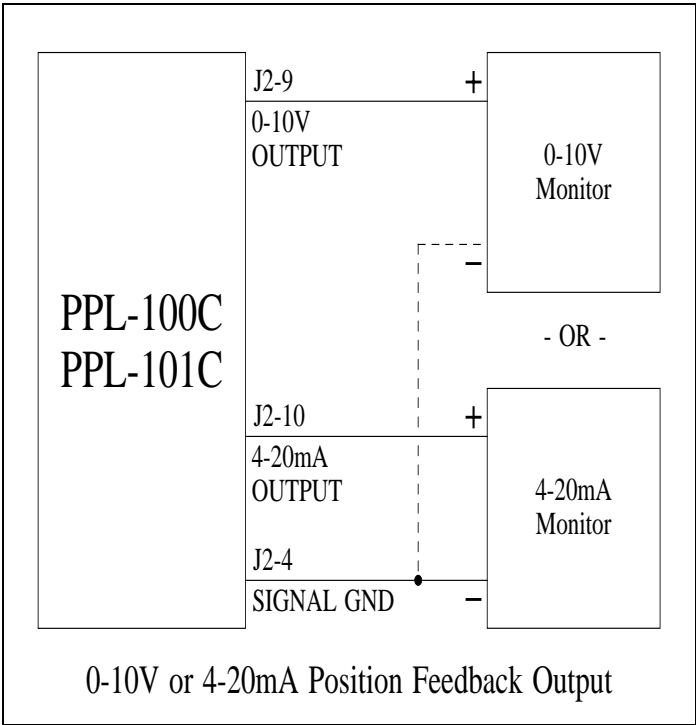 J2-9
+
0-10V
OUTPUT
0-10V
Monitor
−
PPL-100C
PPL-101C
- OR -
J2-10
+
4-20mA
OUTPUT
4-20mA
Monitor
J2-4
SIGNAL GND
−
0-10V or 4-20mA Position Feedback Output